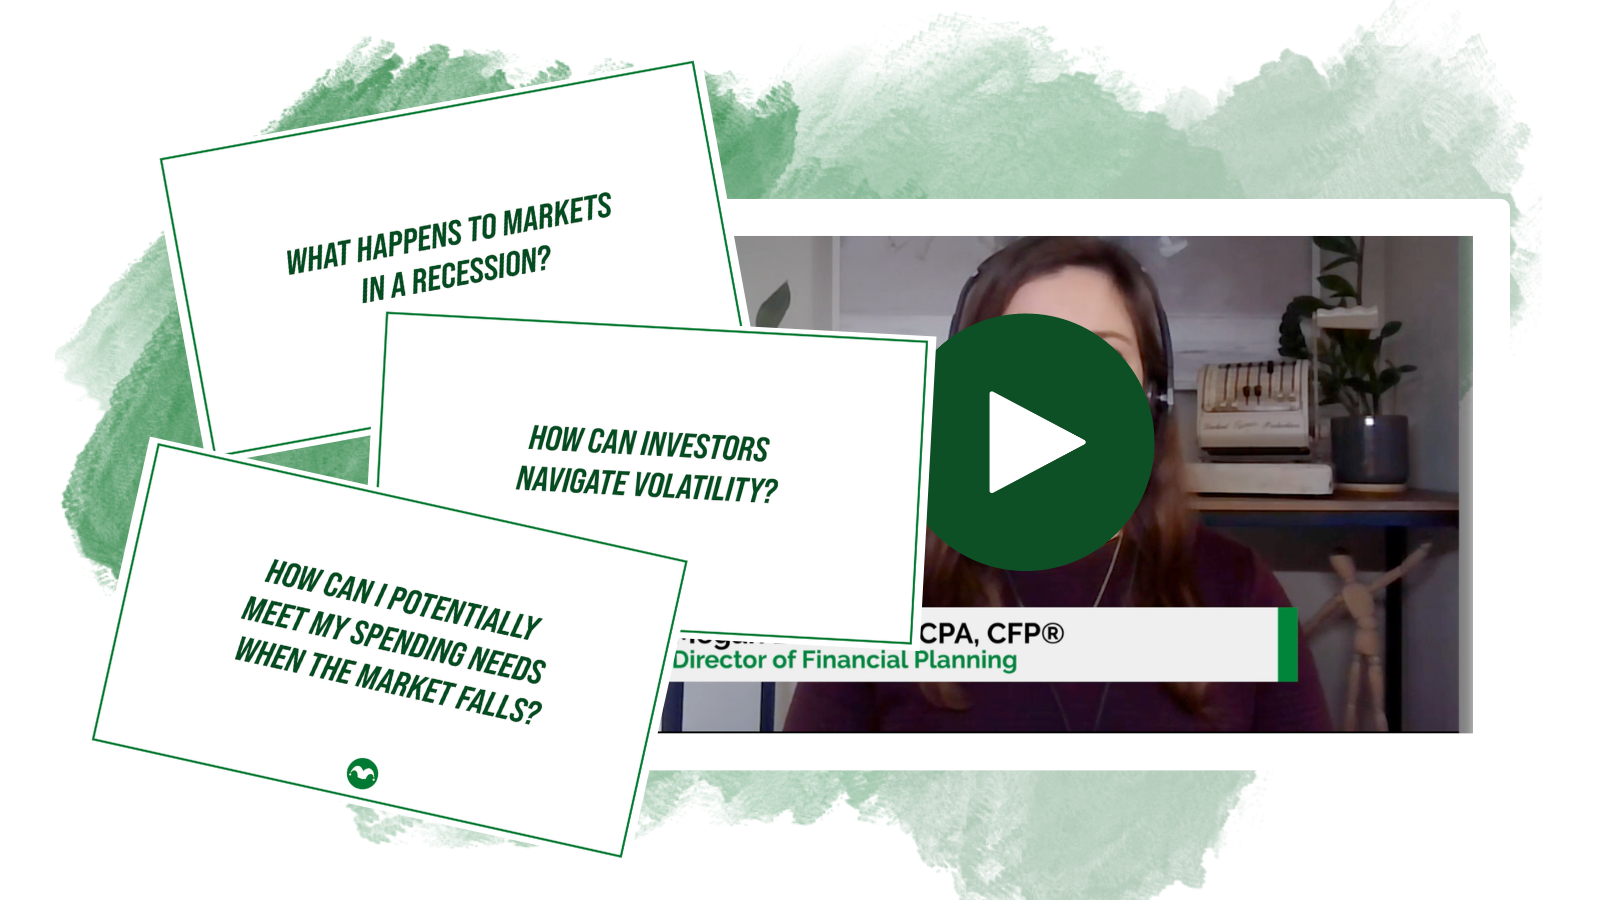 WHAT HAPPENS TO MARKETS
IN A RECESSION?
HOW CAN INVESTORS
NAVIGATE VOLATILITY?
HOW CAN I POTENTIALLY
MEET MY SPENDING NEEDS
WHEN THE MARKET FALLS?
CPA, CFP®
Director of Financial Planning